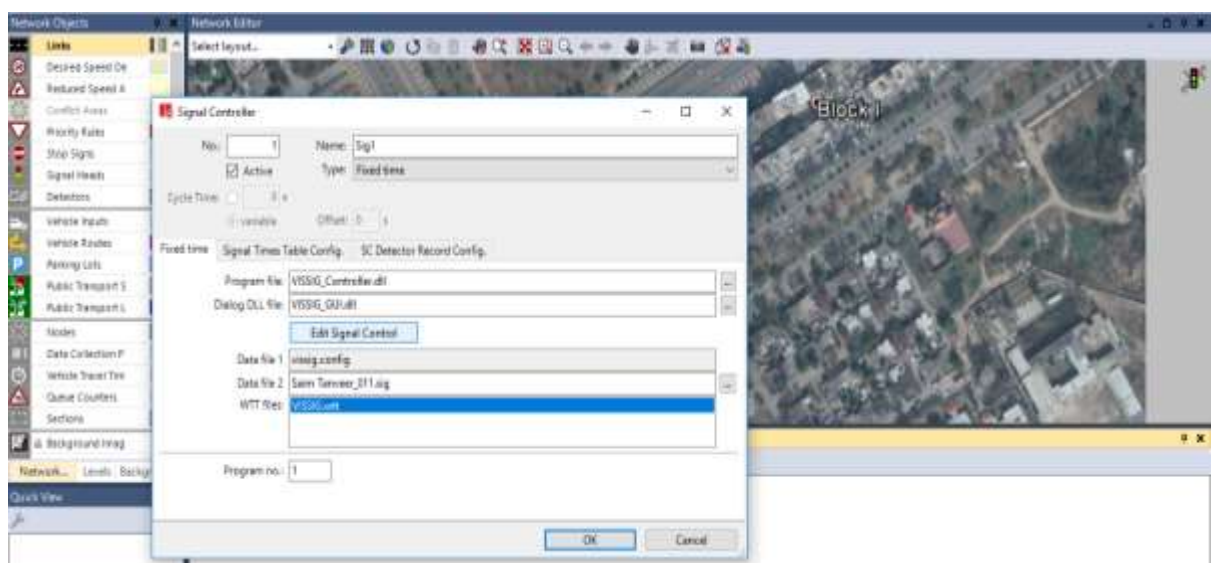 Network Objects
Network Editor
Links
Select layout...
Desired Speed De
Reduced Speed A
Conflict Areas
Priority Rules
Stop Signs
Signal Heads
Detectors
Vehicle Inputs
Vehicle Routes
Parking Lots
Public Transport S
Public Transport L
Nodes
Data Collection P
Vehicle Travel Tim
Queue Counters
Sections
Background Imag
Network... Levels Backgr
Quick View
Block I
Signal Controller
No.: 1 Name: Sig1
Active Type: Fixed time
Cycle Time: 0 s
variable Offset: 0 s
Fixed time Signal Times Table Config. SC Detector Record Config.
Program file: VISSIG_Controller.dll
Dialog DLL file: VISSIG_GUI.dll
Edit Signal Control
Data file 1 vissig.config
Data file 2 Saim Tanveer_011.sig
WTT files: VISSIG.wtt
Program no.: 1
OK Cancel